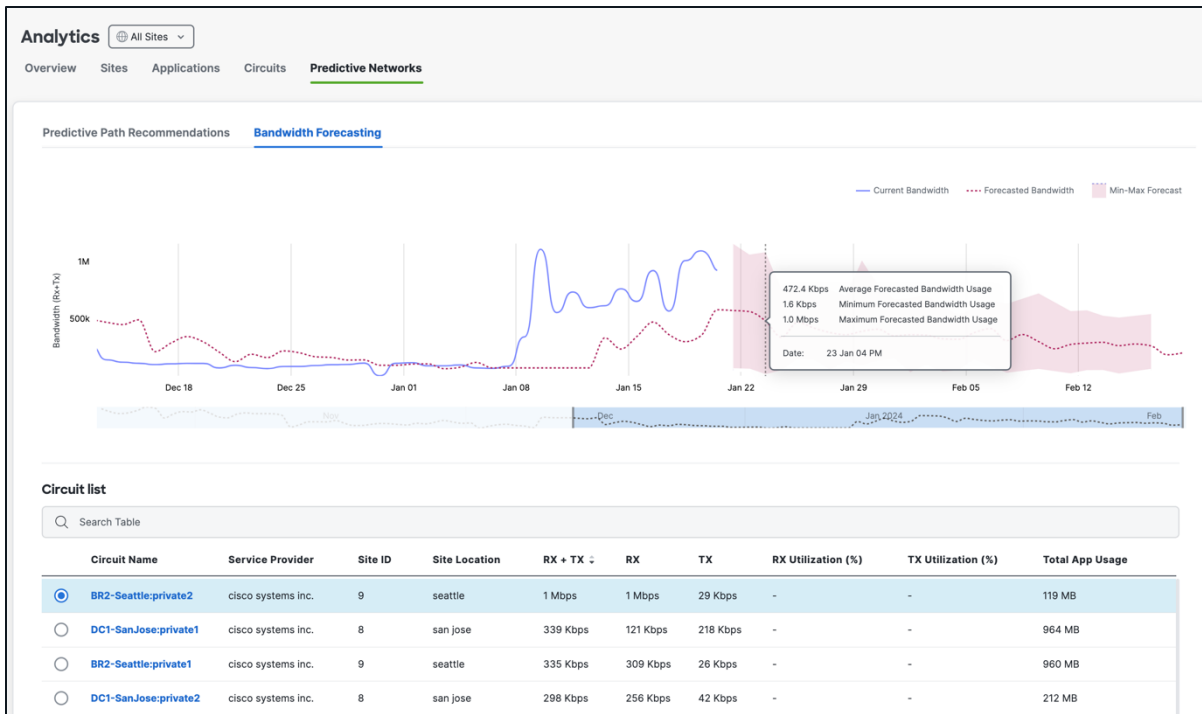 Analytics All Sites
Overview Sites Applications Circuits Predictive Networks
Predictive Path Recommendations Bandwidth Forecasting
Current Bandwidth Forecasted Bandwidth Min-Max Forecast
Bandwidth (Rx+Tx)
1M
500k
472.4 Kbps Average Forecasted Bandwidth Usage
1.6 Kbps Minimum Forecasted Bandwidth Usage
1.0 Mbps Maximum Forecasted Bandwidth Usage
Date: 23 Jan 04 PM
Dec 18 Dec 25 Jan 01 Jan 08 Jan 15 Jan 22 Jan 29 Feb 05 Feb 12
Nov Dec Jan 2024 Feb
Circuit list
Search Table
Circuit Name Service Provider Site ID Site Location RX + TX RX TX RX Utilization (%) TX Utilization (%) Total App Usage
BR2-Seattle:private2 cisco systems inc. 9 seattle 1 Mbps 1 Mbps 29 Kbps - - 119 MB
DC1-SanJose:private1 cisco systems inc. 8 san jose 339 Kbps 121 Kbps 218 Kbps - - 964 MB
BR2-Seattle:private1 cisco systems inc. 9 seattle 335 Kbps 309 Kbps 26 Kbps - - 960 MB
DC1-SanJose:private2 cisco systems inc. 8 san jose 298 Kbps 256 Kbps 42 Kbps - - 212 MB